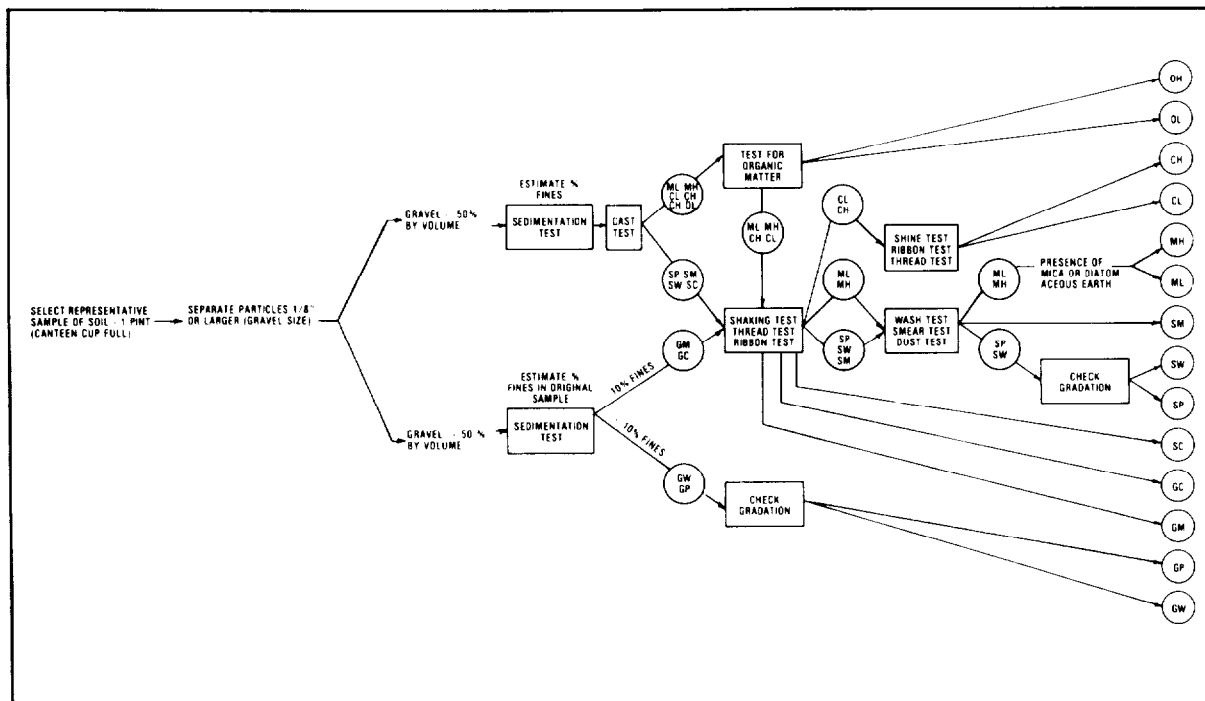 SELECT REPRESENTATIVE
SAMPLE OF SOIL - 1 PINT
(CANTEEN CUP FULL)
SEPARATE PARTICLES 1/8"
OR LARGER (GRAVEL SIZE)
GRAVEL - 50%
BY VOLUME
ESTIMATE %
FINES
SEDIMENTATION
TEST
CAST
TEST
ML MH
CL CH
OH OL
TEST FOR
ORGANIC
MATTER
ML MH
CH CL
SP SM
SW SC
GRAVEL - 50 %
BY VOLUME
ESTIMATE %
FINES IN ORIGINAL
SAMPLE
SEDIMENTATION
TEST
10% FINES
GM
GC
- 10% FINES
GW
GP
CHECK
GRADATION
SHAKING TEST
THREAD TEST
RIBBON TEST
CL
CH
SHINE TEST
RIBBON TEST
THREAD TEST
ML
MH
SP
SW
SM
WASH TEST
SMEAR TEST
DUST TEST
ML
MH
PRESENCE OF
MICA OR DIATOM
ACEOUS EARTH
SP
SW
CHECK
GRADATION
OH
OL
CH
CL
MH
ML
SM
SW
SP
SC
GC
GM
GP
GW